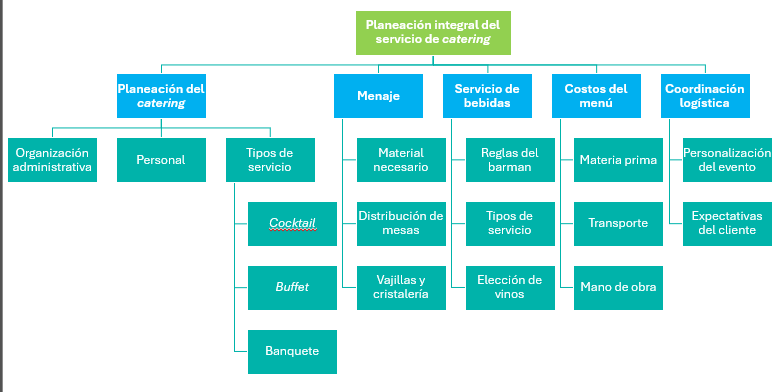 Planeación integral del
servicio de catering
Planeación del
catering
Menaje
Servicio de
bebidas
Costos del
menú
Coordinación
logística
Organización
administrativa
Personal
Tipos de
servicio
Material
necesario
Reglas del
barman
Materia prima
Personalización
del evento
Cocktail
Distribución de
mesas
Tipos de
servicio
Transporte
Expectativas
del cliente
Buffet
Vajillas y
cristalería
Elección de
vinos
Mano de obra
Banquete